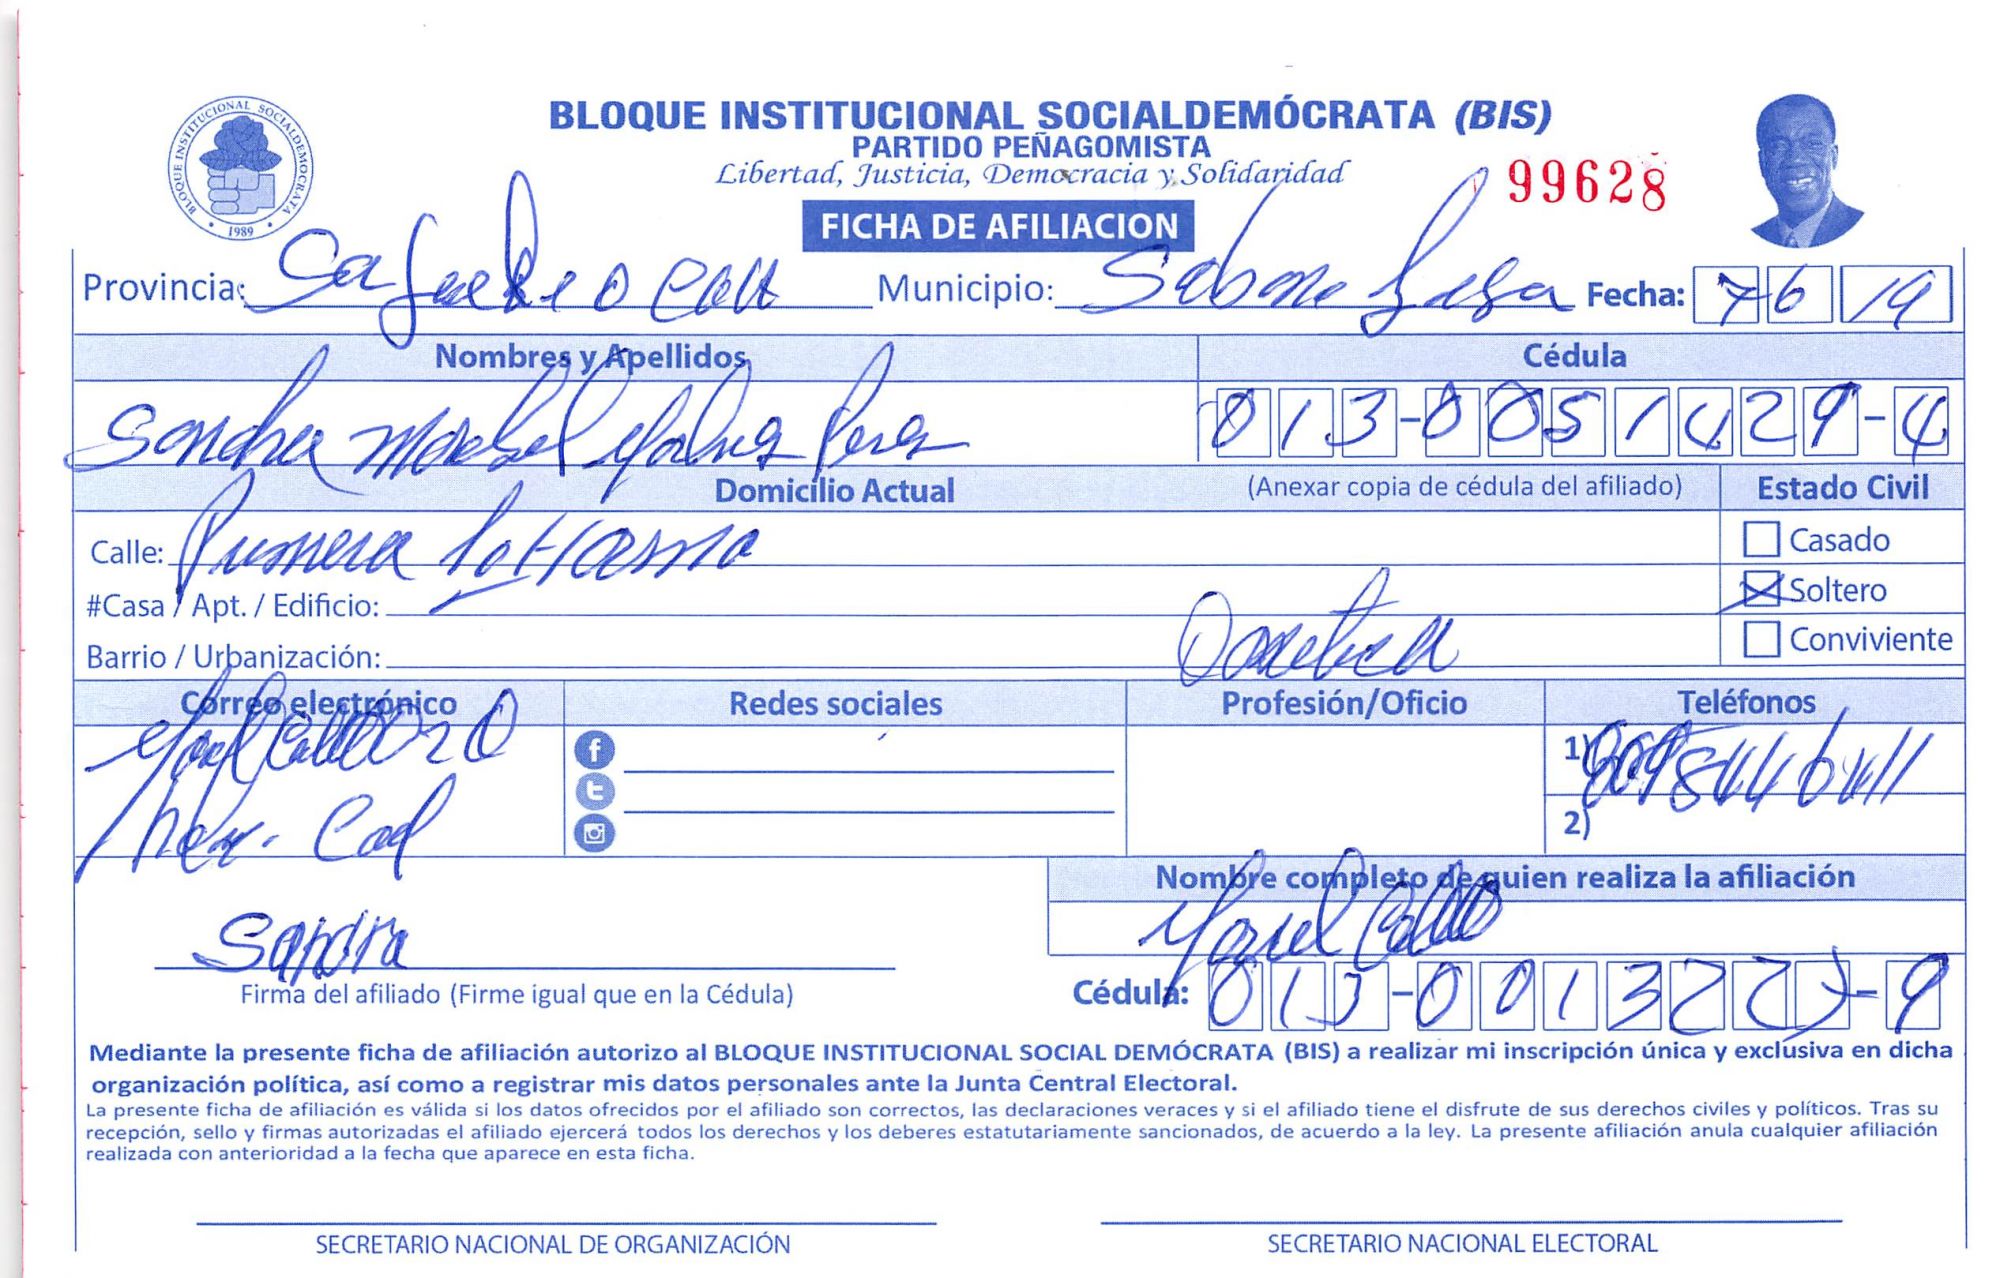 BLOQUE INSTITUCIONAL SOCIALDEMÓCRATA (BIS)
PARTIDO PEÑAGOMISTA
Libertad, Justicia, Democracia y Solidaridad
99628
BLOQUE INSTITUCIONAL SOCIALDEMOCRATA
1989
FICHA DE AFILIACION
Provincia: Municipio: Fecha: 7 6 19
Nombres y Apellidos Cédula
Sandra 013-0051429-4
Domicilio Actual (Anexar copia de cédula del afiliado) Estado Civil
Calle: Primera Casado
#Casa / Apt. / Edificio: Soltero
Barrio / Urbanización: Conviviente
Correo electrónico Redes sociales Profesión/Oficio Teléfonos
1)
2)
Nombre completo de quien realiza la afiliación
Sandra
Firma del afiliado (Firme igual que en la Cédula) Cédula:
Mediante la presente ficha de afiliación autorizo al BLOQUE INSTITUCIONAL SOCIAL DEMÓCRATA (BIS) a realizar mi inscripción única y exclusiva en dicha
organización política, así como a registrar mis datos personales ante la Junta Central Electoral.
La presente ficha de afiliación es válida si los datos ofrecidos por el afiliado son correctos, las declaraciones veraces y si el afiliado tiene el disfrute de sus derechos civiles y políticos. Tras su
recepción, sello y firmas autorizadas el afiliado ejercerá todos los derechos y los deberes estatutariamente sancionados, de acuerdo a la ley. La presente afiliación anula cualquier afiliación
realizada con anterioridad a la fecha que aparece en esta ficha.
SECRETARIO NACIONAL DE ORGANIZACIÓN SECRETARIO NACIONAL ELECTORAL